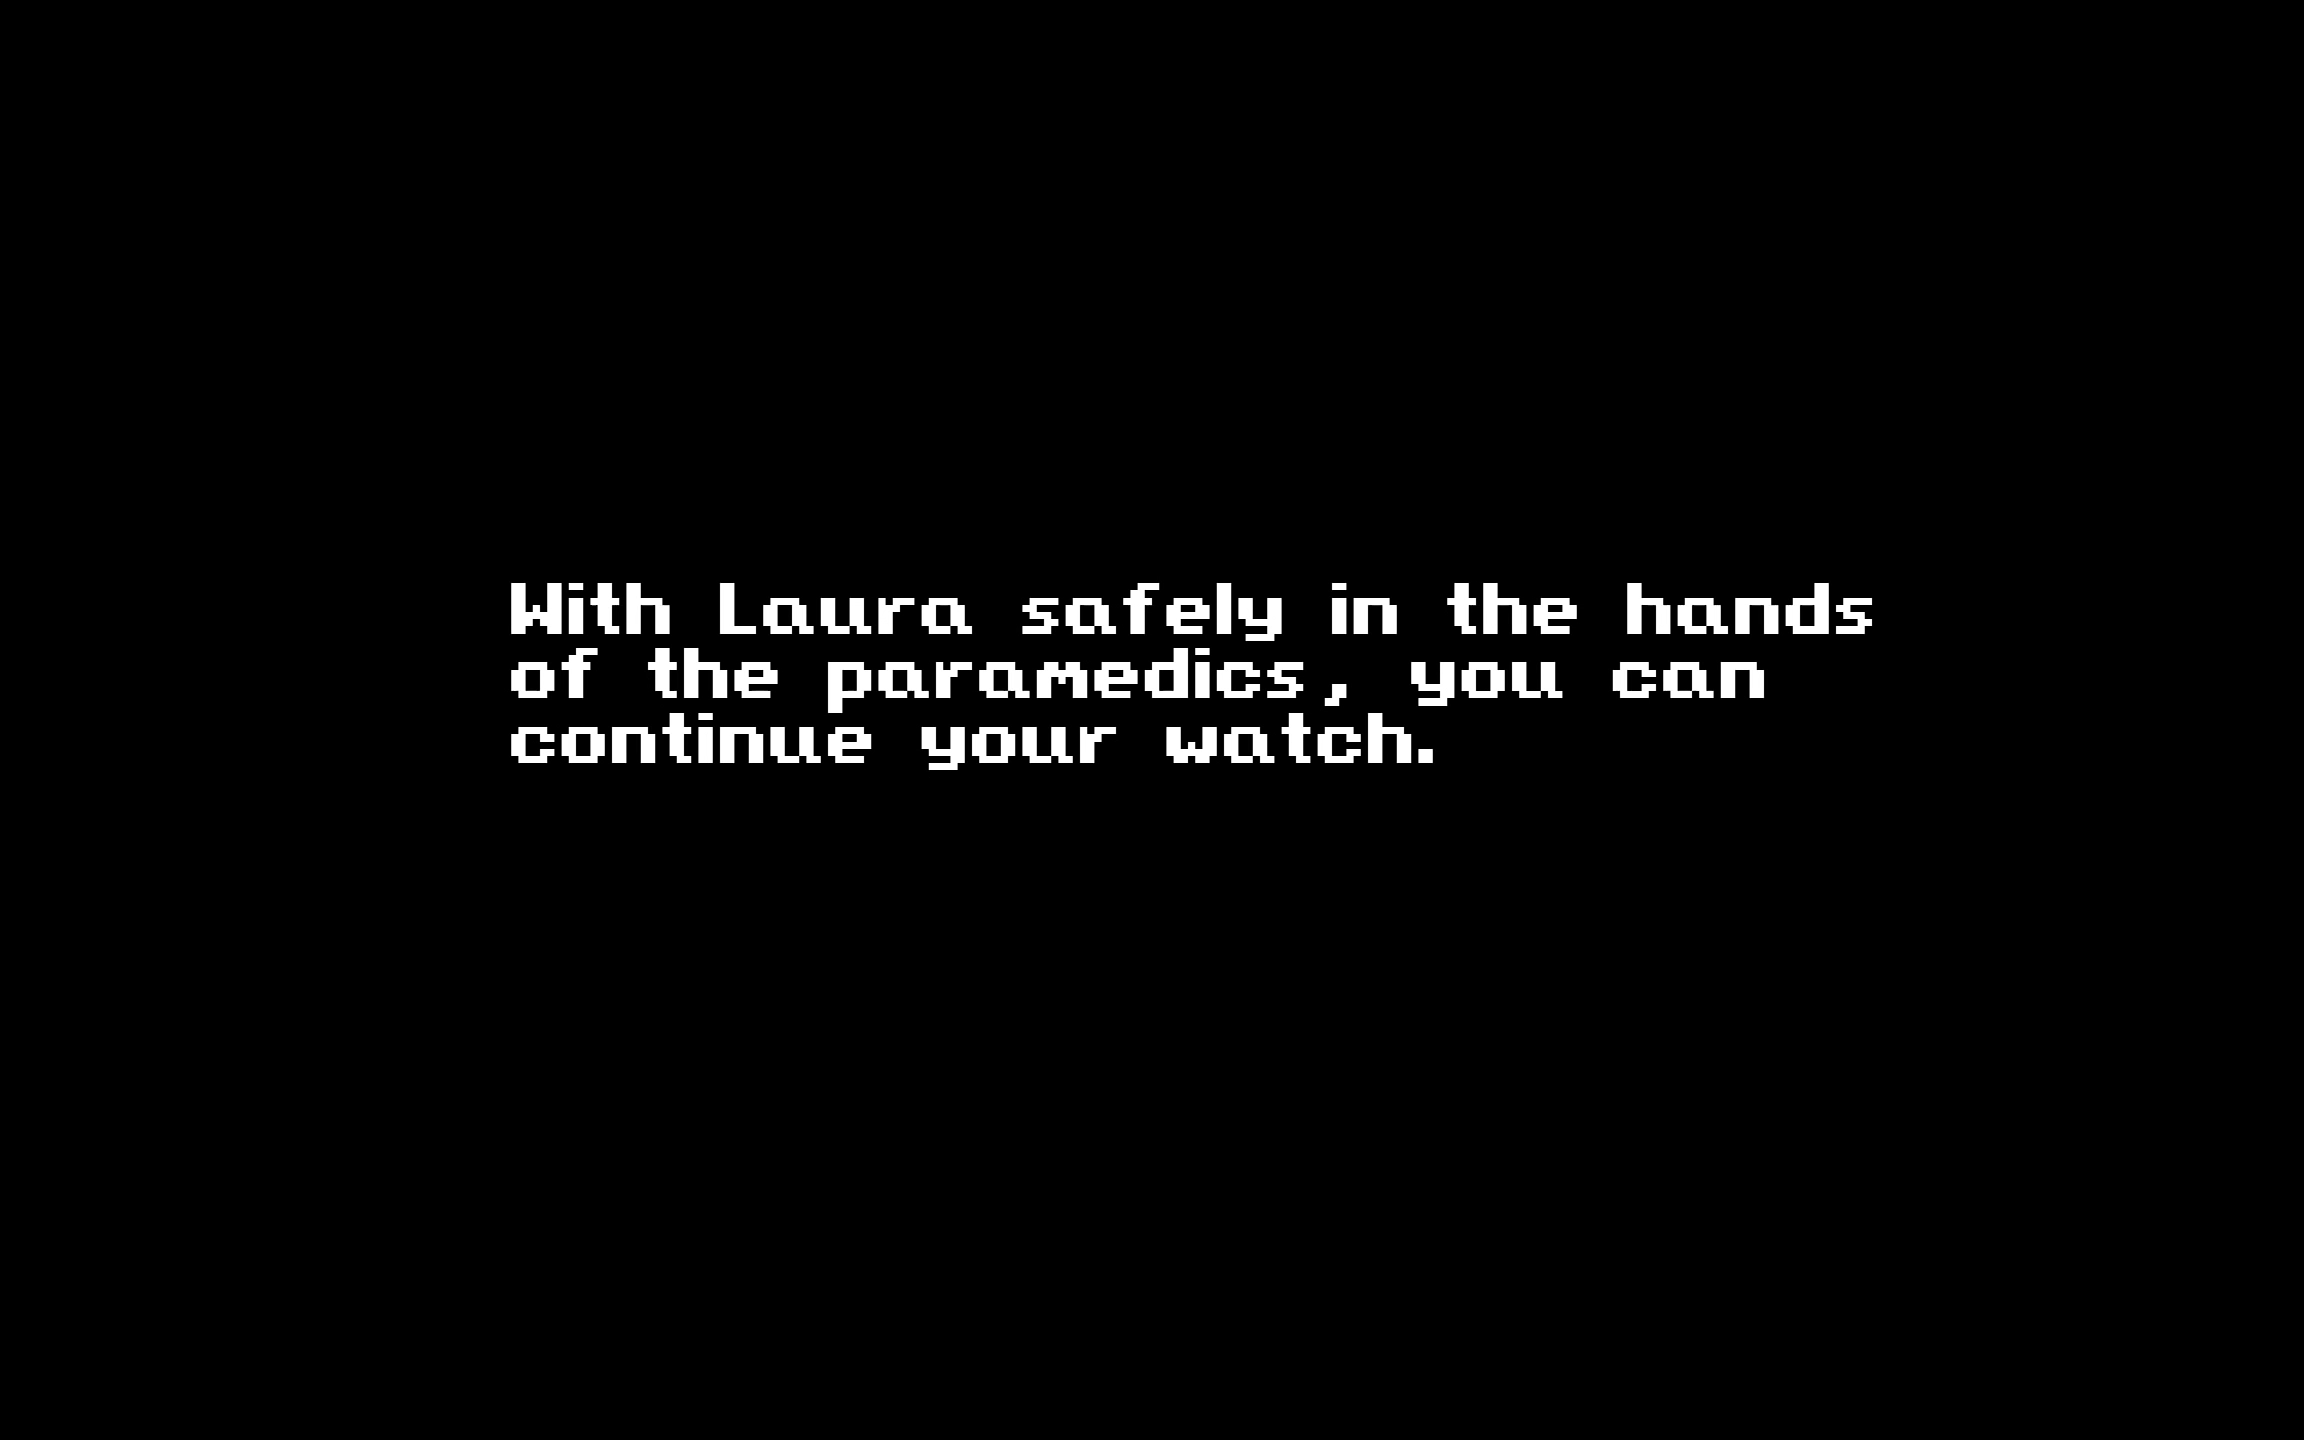 With Laura safely in the hands
of the paramedics, you can
continue your watch.